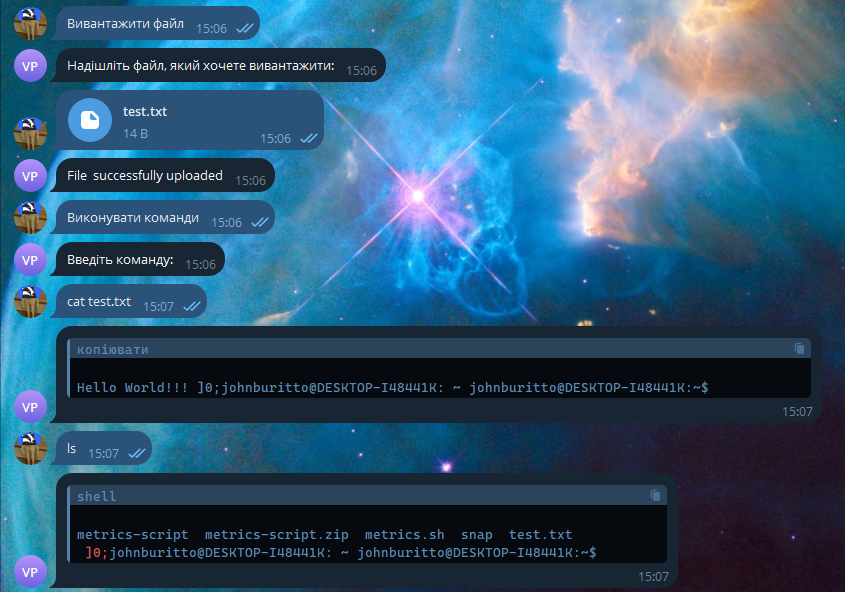 Вивантажити файл 15:06
VP Надішліть файл, який хочете вивантажити: 15:06
test.txt
14 B 15:06
VP File successfully uploaded 15:06
Виконувати команди 15:06
VP Введіть команду: 15:06
cat test.txt 15:07
копіювати
Hello World!!! ]0;johnburitto@DESKTOP-I48441K: ~ johnburitto@DESKTOP-I48441K:~$
VP 15:07
ls 15:07
shell
metrics-script metrics-script.zip metrics.sh snap test.txt
]0;johnburitto@DESKTOP-I48441K: ~ johnburitto@DESKTOP-I48441K:~$
VP 15:07